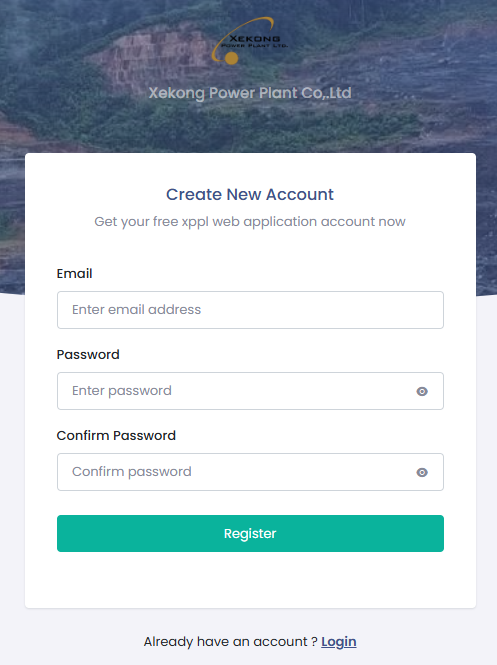 XEKONG
POWER PLANT LTD.
Xekong Power Plant Co,.Ltd
Create New Account
Get your free xppl web application account now
Email
Enter email address
Password
Enter password
Confirm Password
Confirm password
Register
Already have an account ? Login